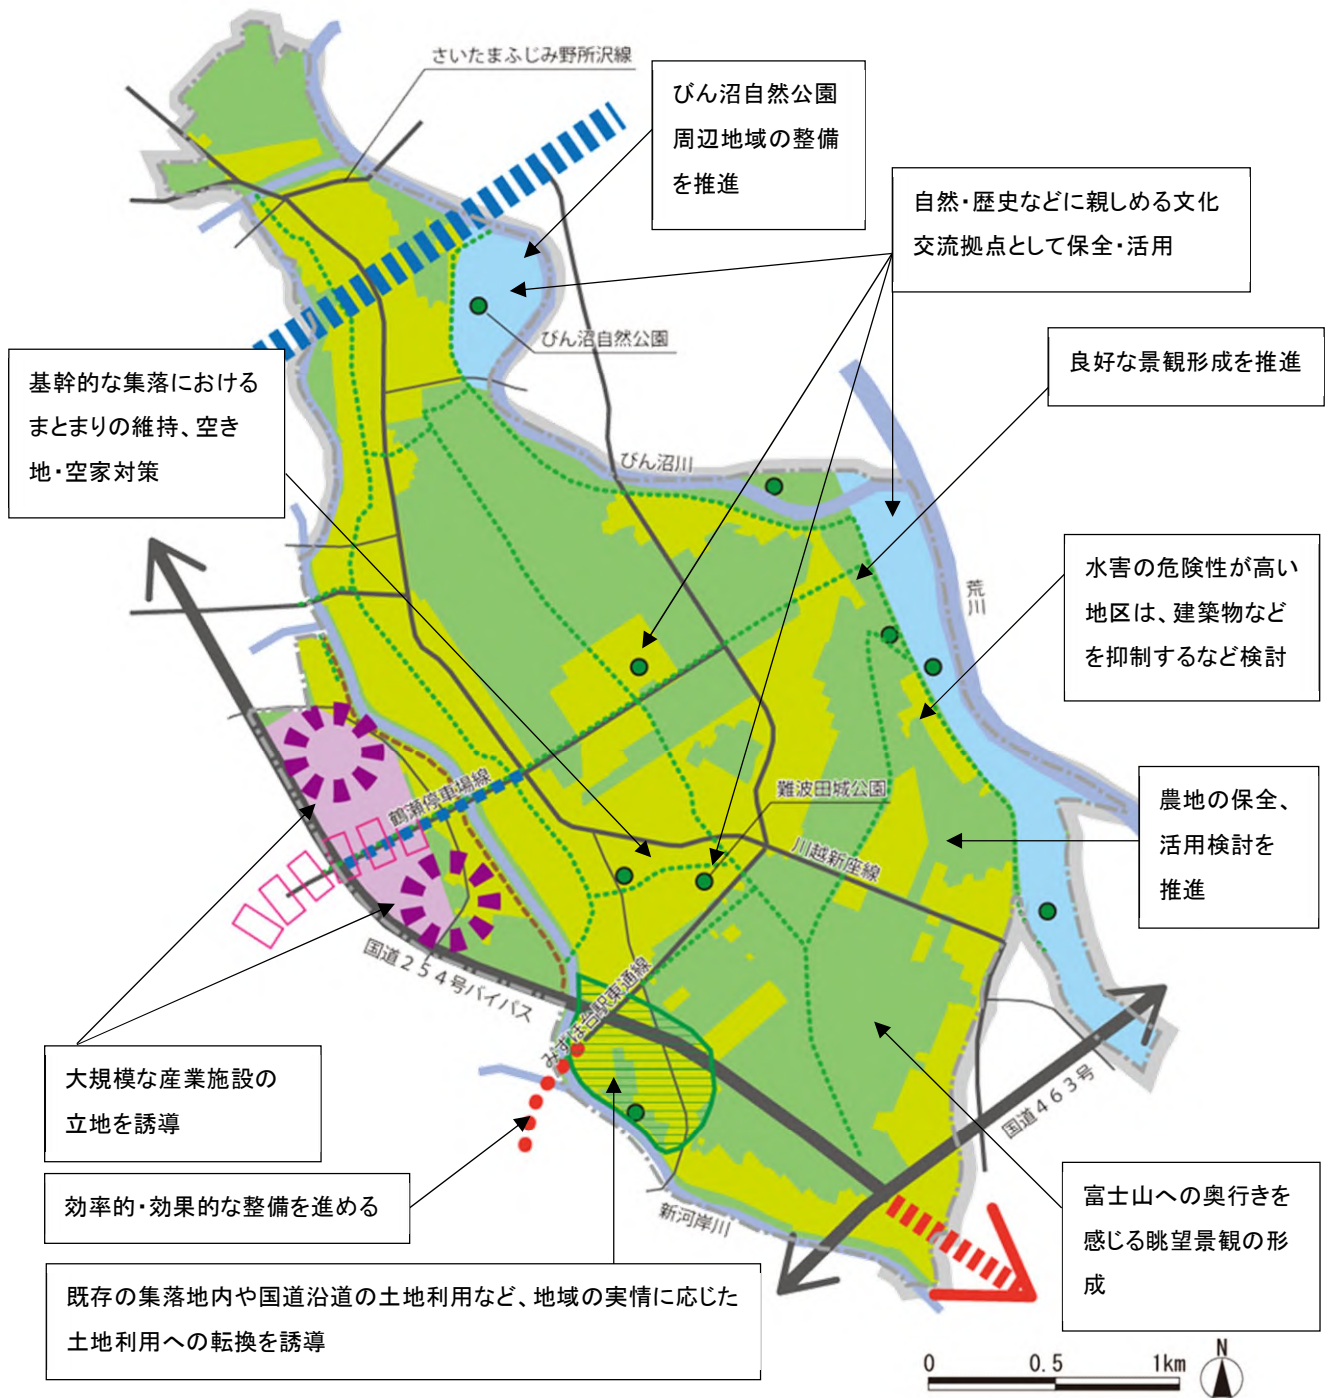 さいたまふじみ野所沢線
びん沼自然公園
周辺地域の整備
を推進
自然・歴史などに親しめる文化
交流拠点として保全・活用
びん沼自然公園
良好な景観形成を推進
基幹的な集落における
まとまりの維持、空き
地・空家対策
びん沼川
荒川
水害の危険性が高い
地区は、建築物など
を抑制するなど検討
鶴瀬停車場線
難波田城公園
川越新座線
農地の保全、
活用検討を
推進
国道254号バイパス
みずほ台駅東通線
国道463号
大規模な産業施設の
立地を誘導
効率的・効果的な整備を進める
新河岸川
富士山への奥行きを
感じる眺望景観の形
成
既存の集落地内や国道沿道の土地利用など、地域の実情に応じた
土地利用への転換を誘導
0 0.5 1km
N